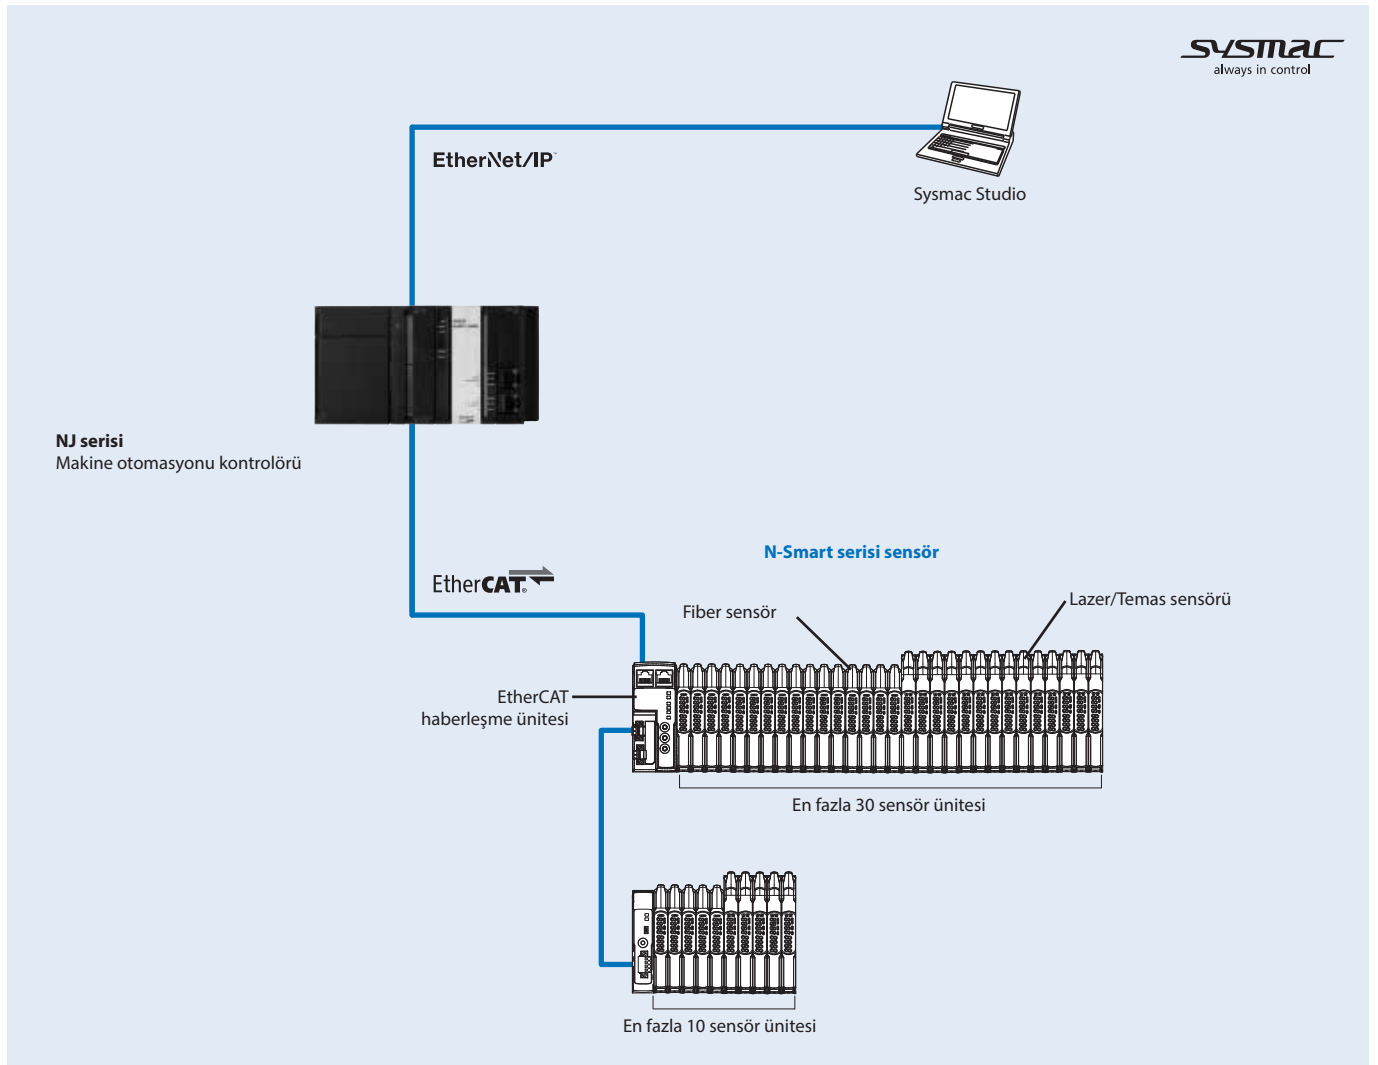 sysmac
always in control
EtherNet/IP™
Sysmac Studio
NJ serisi
Makine otomasyonu kontrolörü
N-Smart serisi sensör
EtherCAT®
Fiber sensör
Lazer/Temas sensörü
EtherCAT
haberleşme ünitesi
En fazla 30 sensör ünitesi
En fazla 10 sensör ünitesi